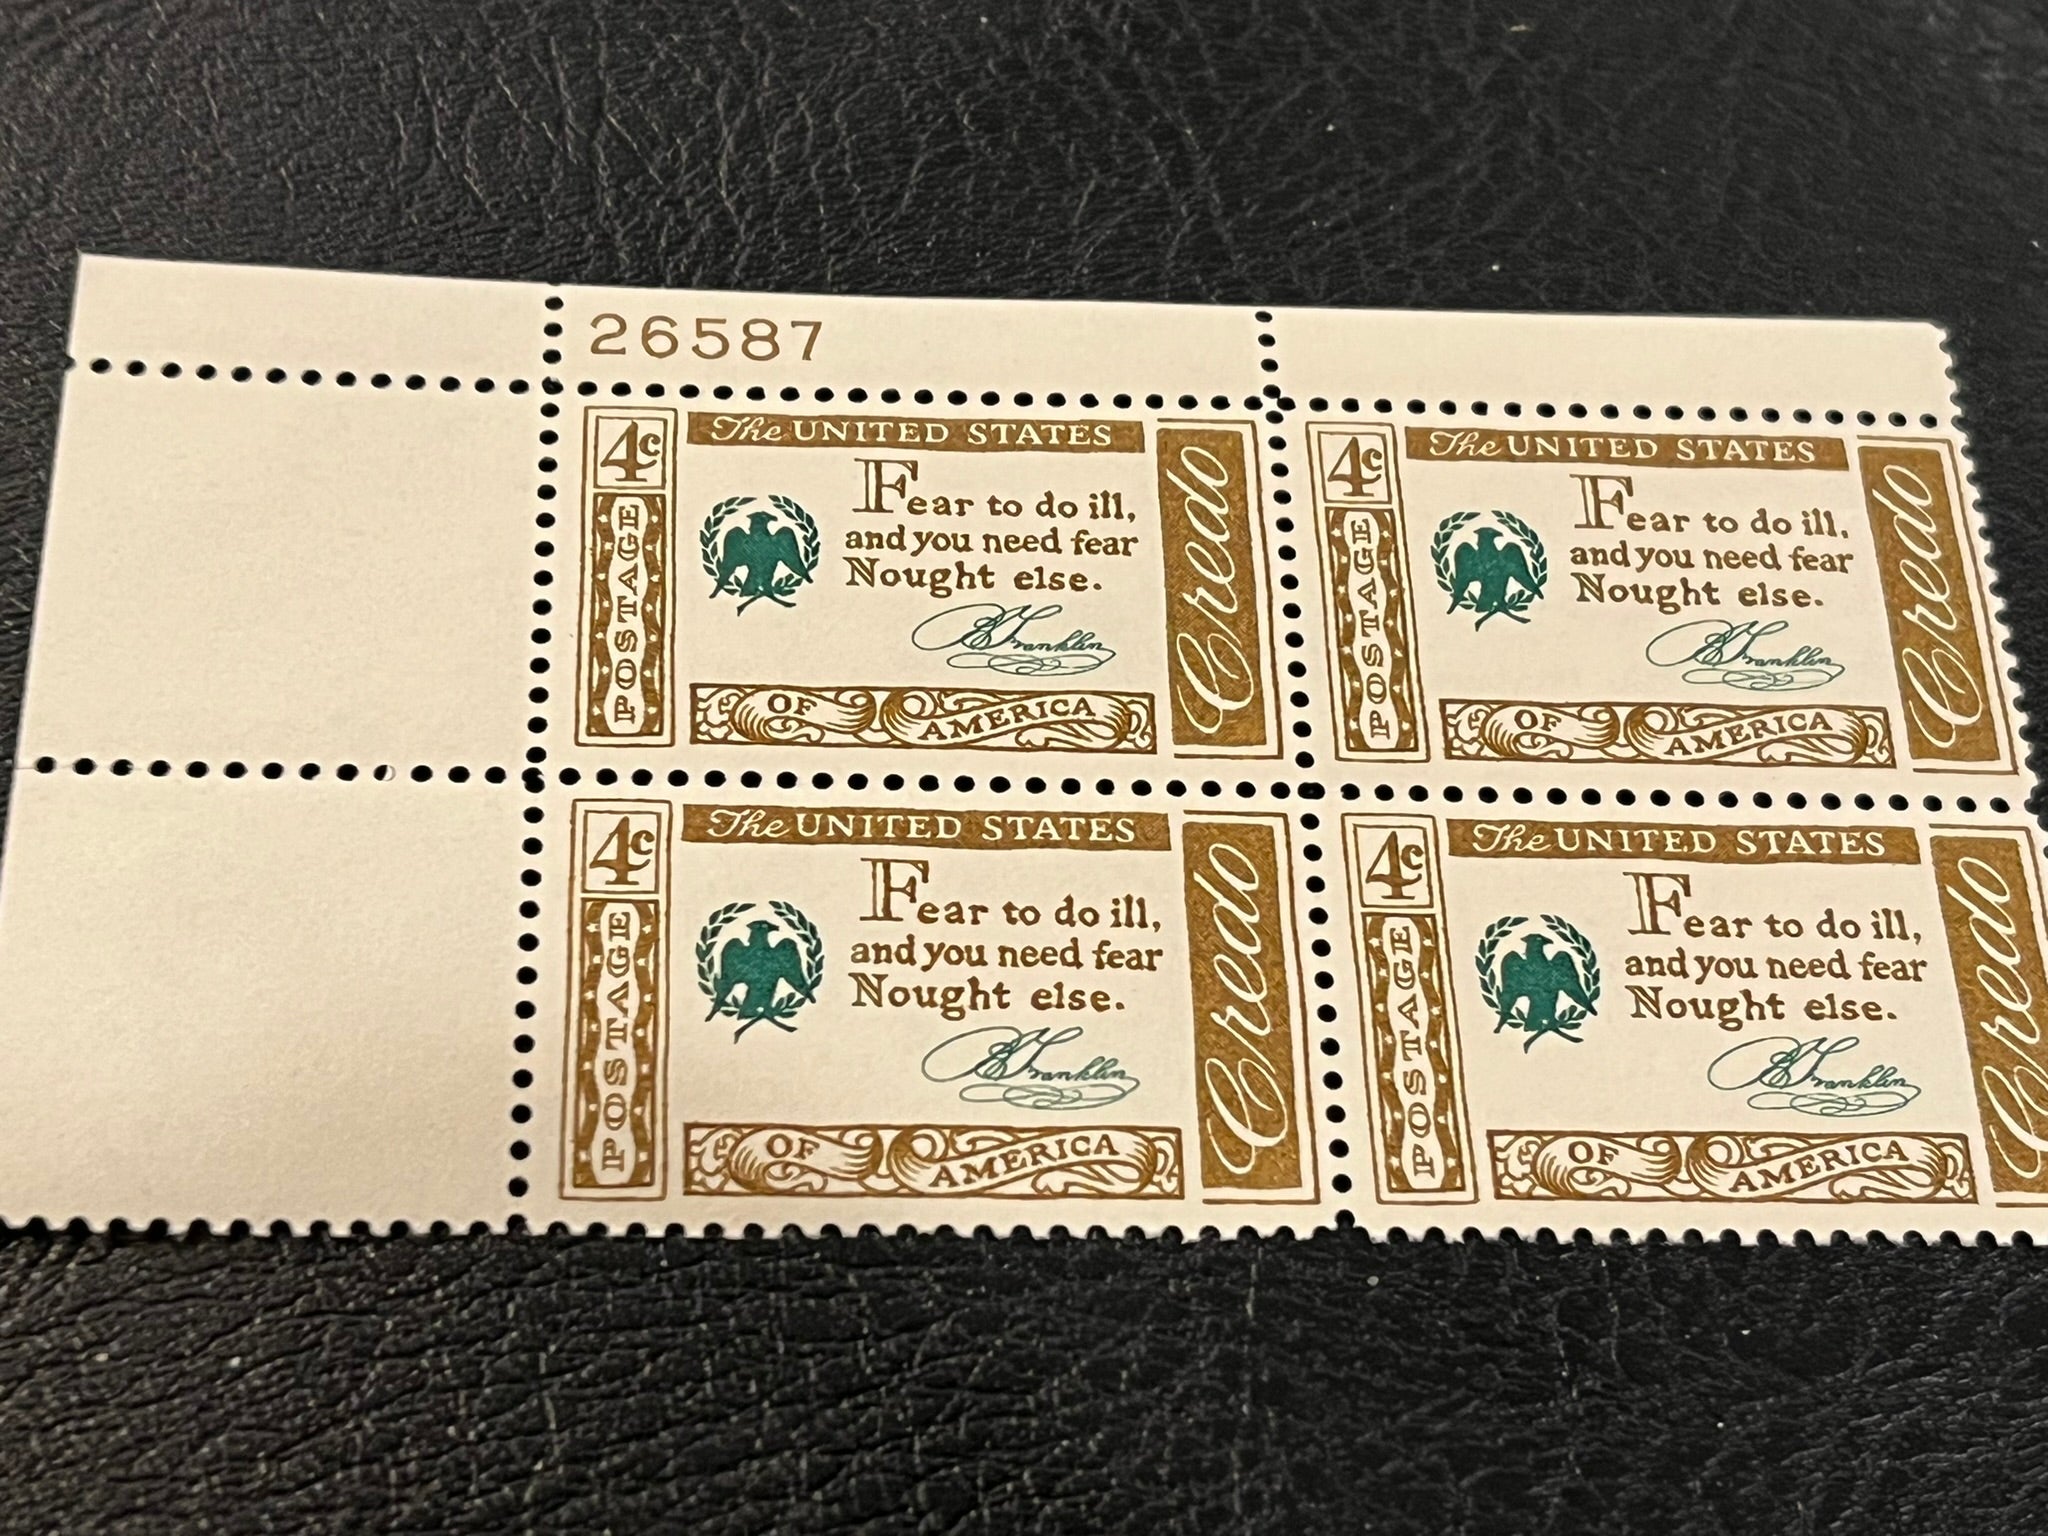 26587
4c
POSTAGE
The UNITED STATES
Fear to do ill,
and you need fear
Nought else.
B Franklin
OF AMERICA
Credo
4c
POSTAGE
The UNITED STATES
Fear to do ill,
and you need fear
Nought else.
B Franklin
OF AMERICA
Credo
4c
POSTAGE
The UNITED STATES
Fear to do ill,
and you need fear
Nought else.
B Franklin
OF AMERICA
Credo
4c
POSTAGE
The UNITED STATES
Fear to do ill,
and you need fear
Nought else.
B Franklin
OF AMERICA
Credo